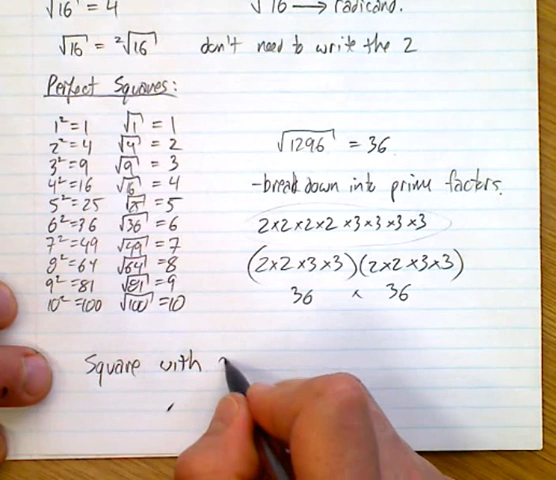 √16 = 4
√16 → radicand.
√16 = ²√16 don't need to write the 2
Perfect Squares:
1² = 1 √1 = 1
2² = 4 √4 = 2
3² = 9 √9 = 3
4² = 16 √16 = 4
5² = 25 √25 = 5
6² = 36 √36 = 6
7² = 49 √49 = 7
8² = 64 √64 = 8
9² = 81 √81 = 9
10² = 100 √100 = 10
√1296 = 36
- break down into prime factors.
2×2×2×2×3×3×3×3
(2×2×3×3)(2×2×3×3)
36 × 36
Square with